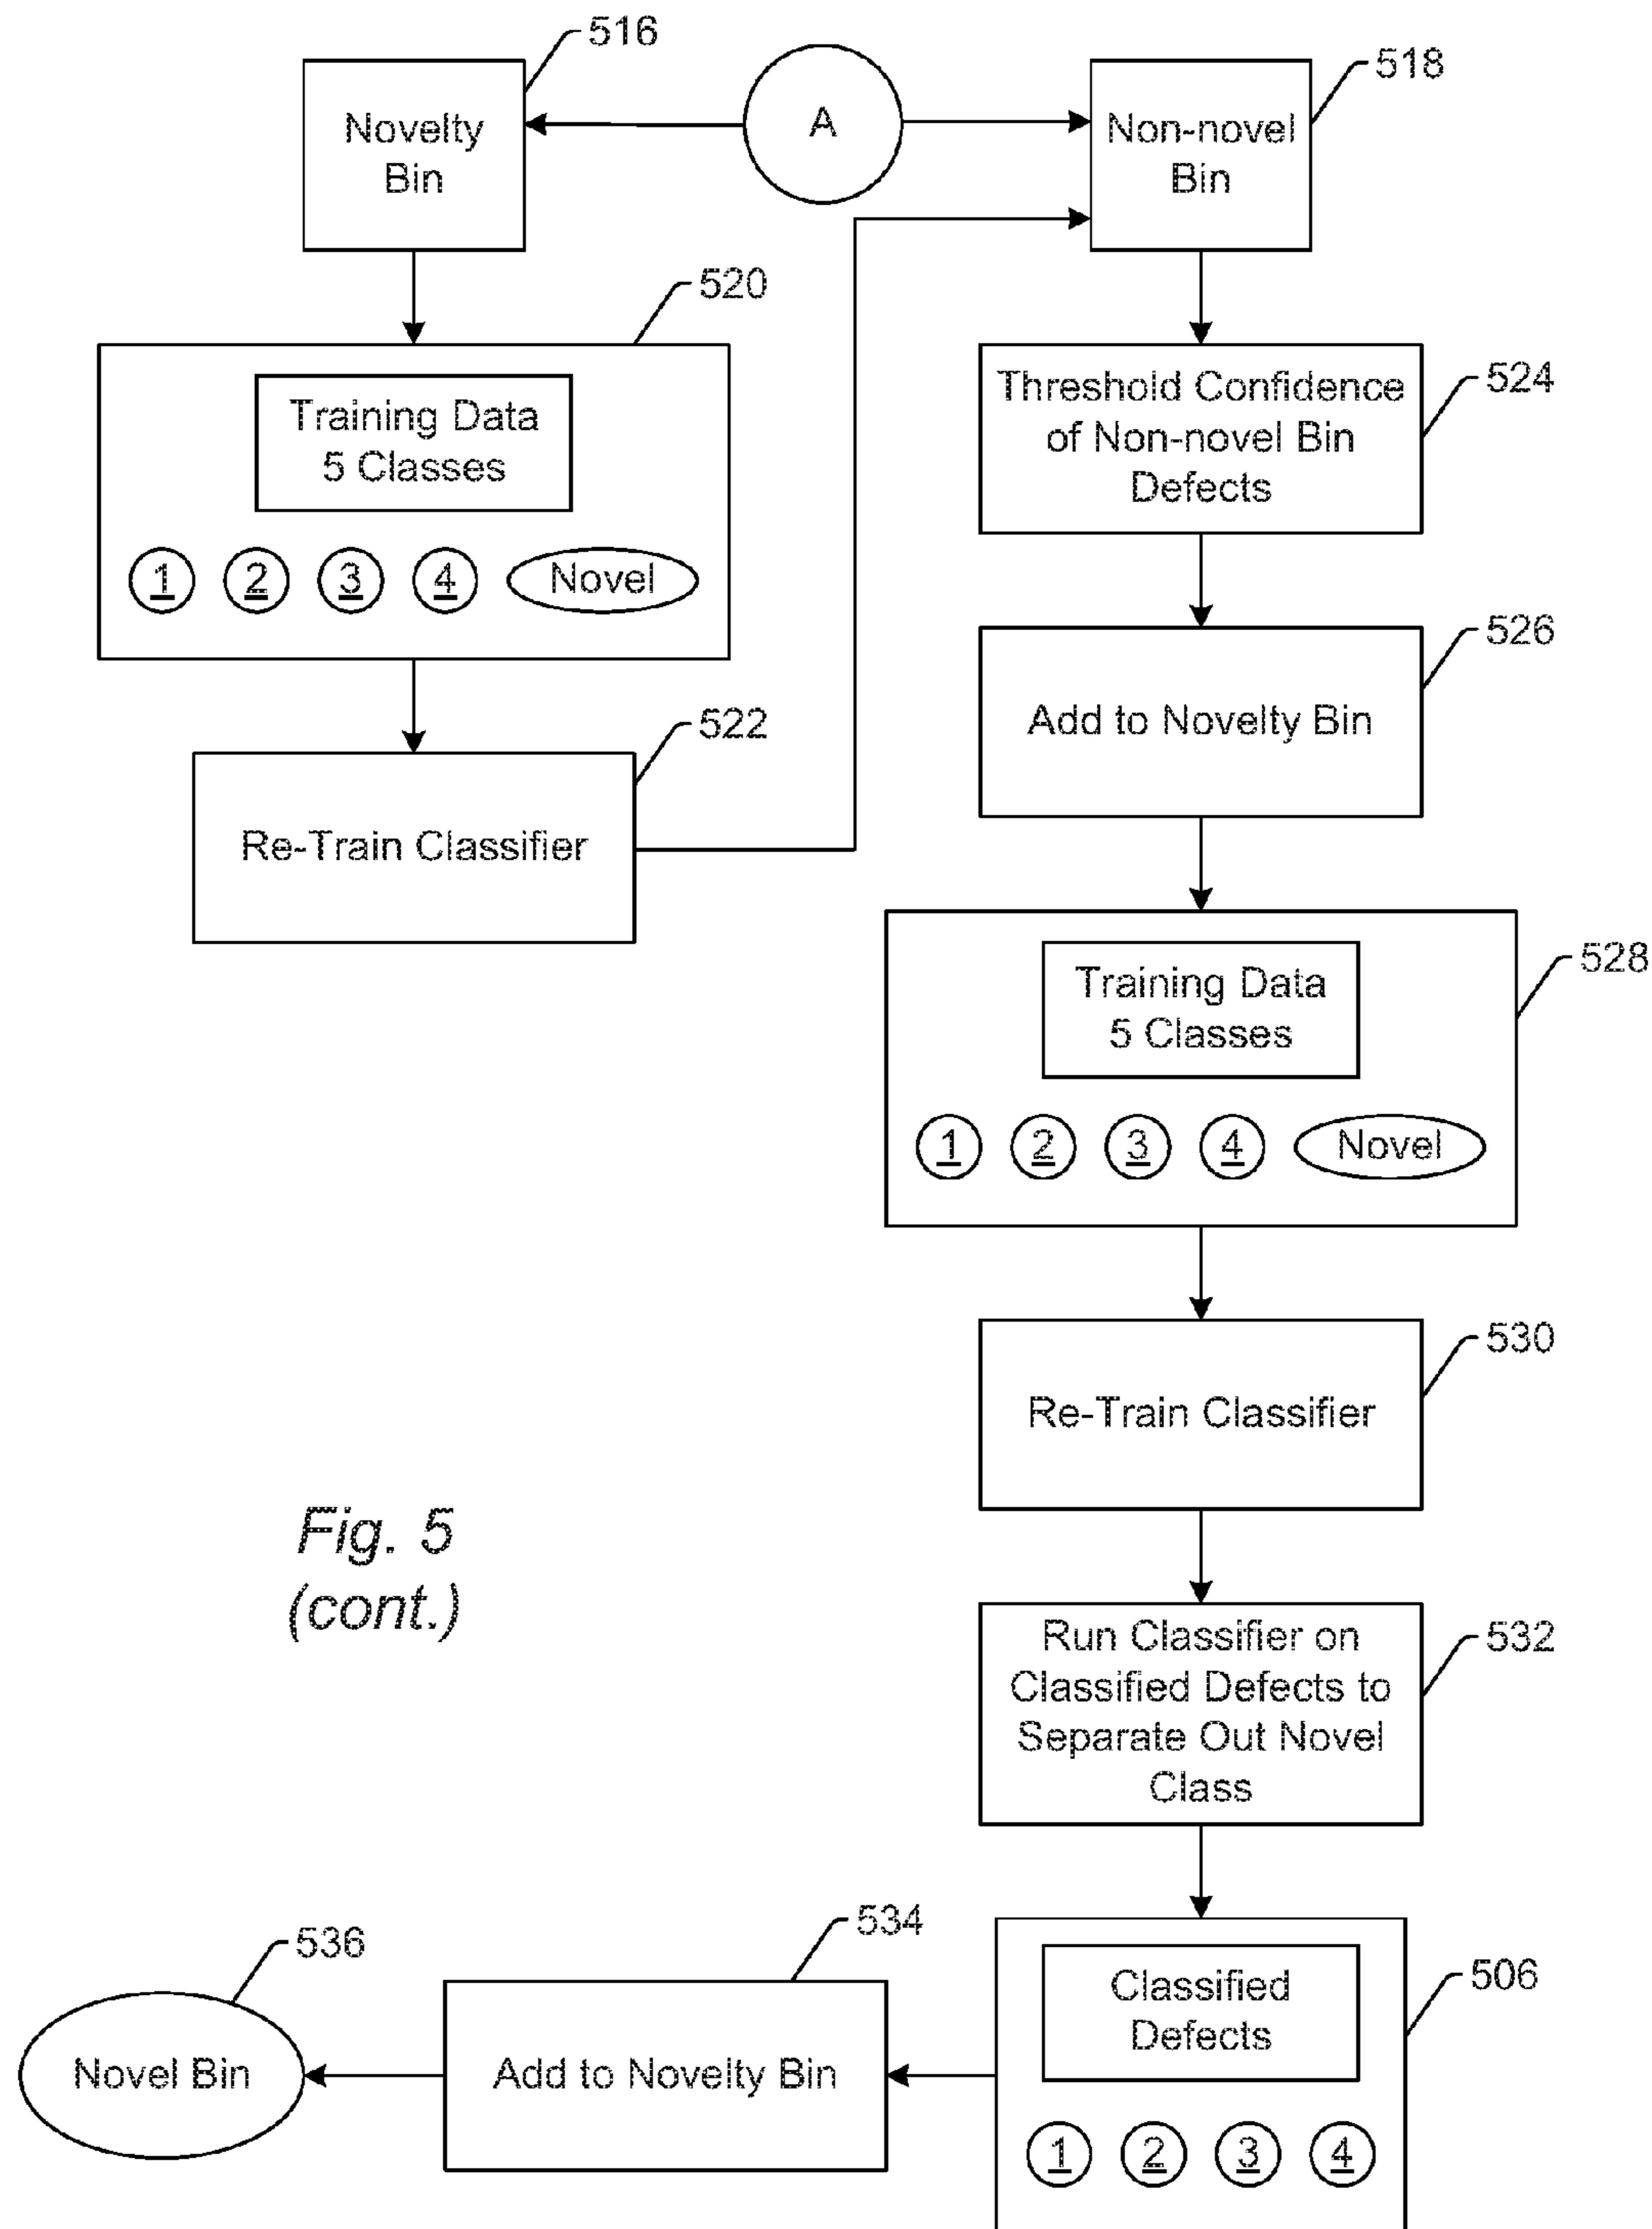 516
A
518
Novelty
Bin
Non-novel
Bin
520
Training Data
5 Classes
1 2 3 4 Novel
524
Threshold Confidence
of Non-novel Bin
Defects
522
Re-Train Classifier
526
Add to Novelty Bin
528
Training Data
5 Classes
1 2 3 4 Novel
530
Re-Train Classifier
Fig. 5
(cont.)
532
Run Classifier on
Classified Defects to
Separate Out Novel
Class
506
Classified
Defects
1 2 3 4
534
Add to Novelty Bin
536
Novel Bin